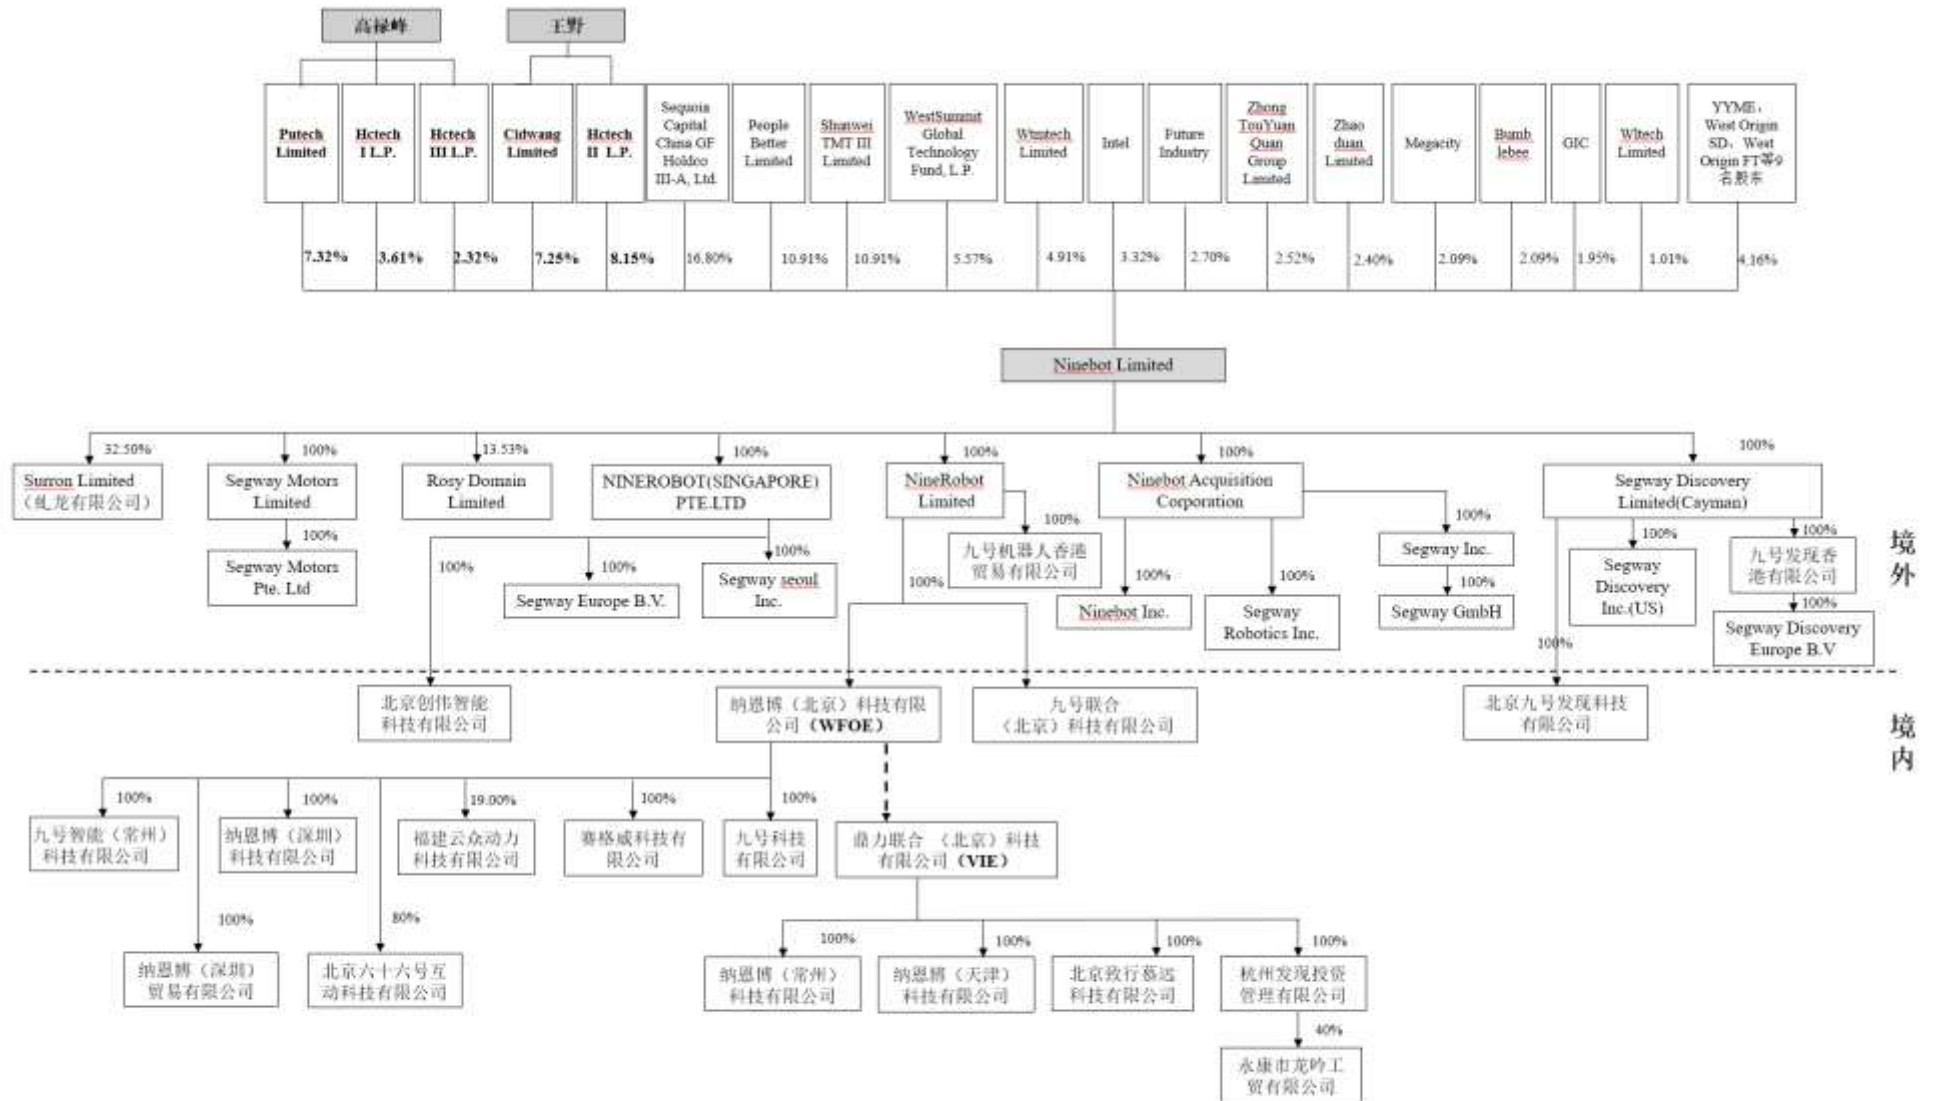 高禄峰
王野
Putech
Limited
Hctech
I L.P.
Hctech
III L.P.
Cidwang
Limited
Hctech
II L.P.
Sequoia
Capital
China GF
Holdco
III-A, Ltd.
People
Better
Limited
Shunwei
TMT III
Limited
WestSummit
Global
Technology
Fund, L.P.
Wtmtech
Limited
Intel
Future
Industry
Zhong
TouYuan
Quan
Group
Limited
Zhao
duan
Limited
Megacity
Bumb
lebee
GIC
Wltech
Limited
YYME,
West Origin
SD、West
Origin FT等9
名股东
7.32%
3.61%
2.32%
7.25%
8.15%
16.80%
10.91%
10.91%
5.57%
4.91%
3.32%
2.70%
2.52%
2.40%
2.09%
2.09%
1.95%
1.01%
4.16%
Ninebot Limited
32.50%
100%
13.53%
100%
100%
100%
100%
Surron Limited
（虬龙有限公司）
Segway Motors
Limited
Rosy Domain
Limited
NINEROBOT(SINGAPORE)
PTE.LTD
NineRobot
Limited
Ninebot Acquisition
Corporation
Segway Discovery
Limited(Cayman)
100%
Segway Motors
Pte. Ltd
100%
100%
Segway Europe B.V.
100%
Segway seoul
Inc.
100%
九号机器人香港
贸易有限公司
100%
100%
Ninebot Inc.
100%
Segway
Robotics Inc.
100%
Segway Inc.
100%
Segway GmbH
100%
Segway
Discovery
Inc.(US)
100%
九号发现香
港有限公司
100%
Segway Discovery
Europe B.V
100%
境外
境内
北京创伟智能
科技有限公司
纳恩博（北京）科技有限
公司（WFOE）
九号联合
（北京）科技有限公司
北京九号发现科技
有限公司
100%
100%
19.00%
100%
100%
九号智能（常州）
科技有限公司
纳恩博（深圳）
科技有限公司
福建云众动力
科技有限公司
赛格威科技有
限公司
九号科技
有限公司
鼎力联合 （北京）科技
有限公司（VIE）
100%
80%
纳恩博（深圳）
贸易有限公司
北京六十六号互
动科技有限公司
100%
100%
100%
100%
纳恩博（常州）
科技有限公司
纳恩博（天津）
科技有限公司
北京致行慕远
科技有限公司
杭州发现投资
管理有限公司
40%
永康市龙吟工
贸有限公司